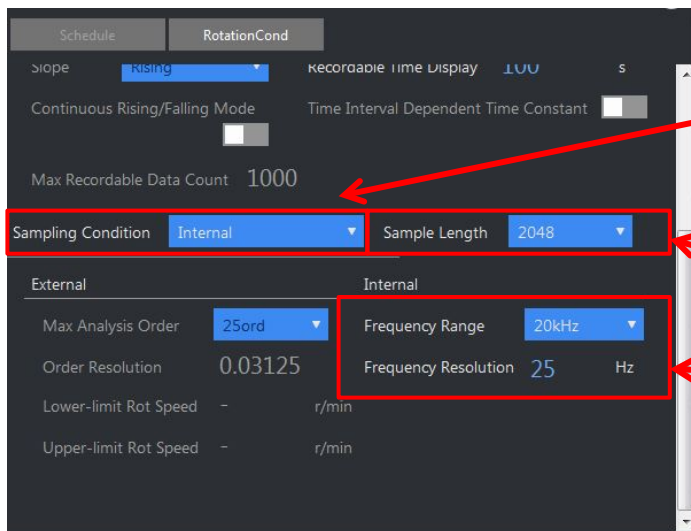 Schedule RotationCond
Slope Rising Recordable Time Display 100 s
Continuous Rising/Falling Mode Time Interval Dependent Time Constant
Max Recordable Data Count 1000
Sampling Condition Internal Sample Length 2048
External Internal
Max Analysis Order 25ord Frequency Range 20kHz
Order Resolution 0.03125 Frequency Resolution 25 Hz
Lower-limit Rot Speed - r/min
Upper-limit Rot Speed - r/min